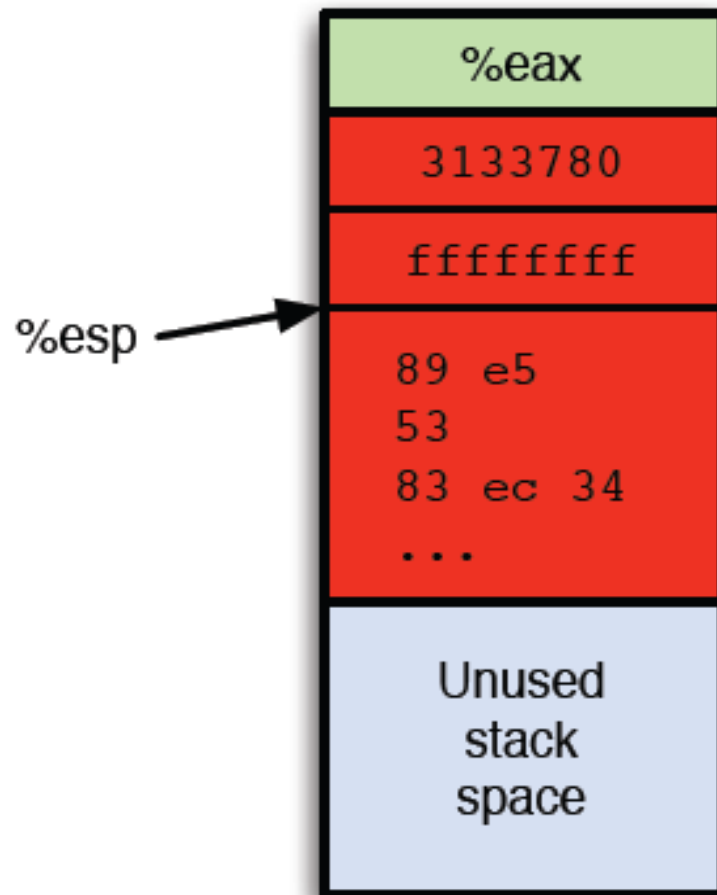 %eax
3133780
ffffffff
%esp
89 e5
53
83 ec 34
...
Unused
stack
space